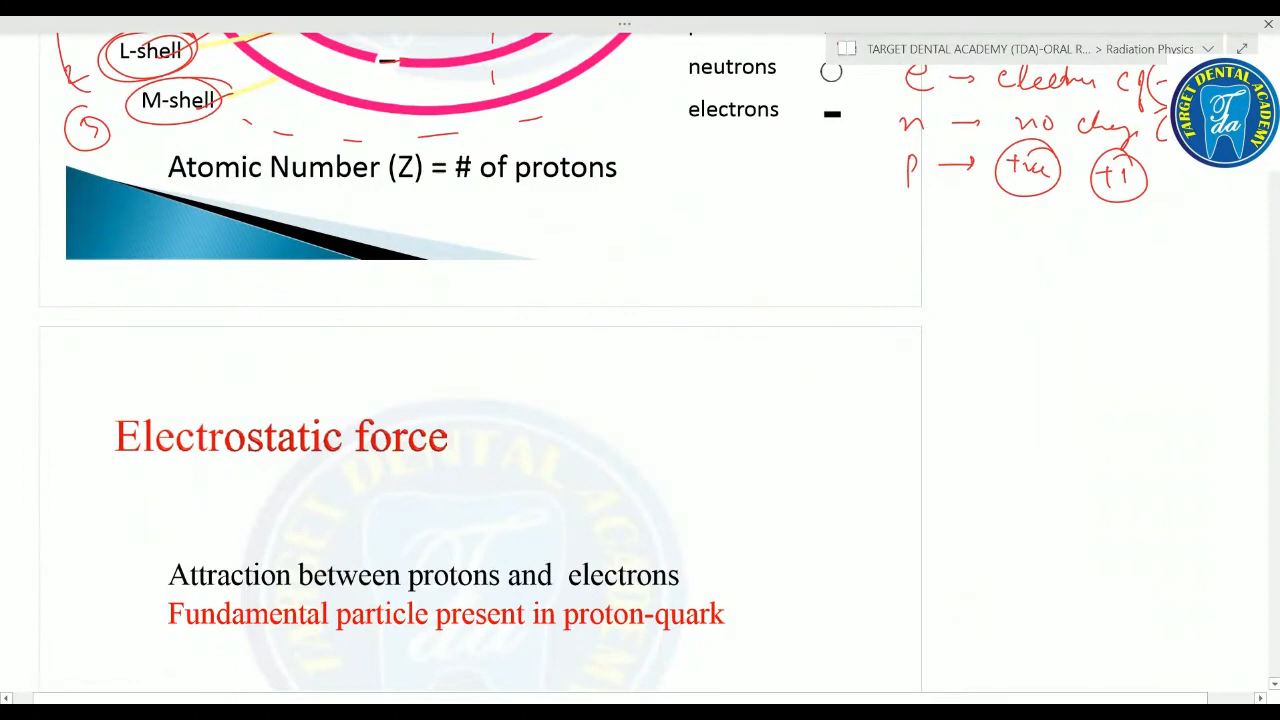 L-shell
TARGET DENTAL ACADEMY (TDA)-ORAL R... > Radiation Physics
neutrons
M-shell
electrons
n → no
p → +ve +1
Atomic Number (Z) = # of protons
TARGET DENTAL ACADEMY
Tda
Electrostatic force
Attraction between protons and electrons
Fundamental particle present in proton-quark